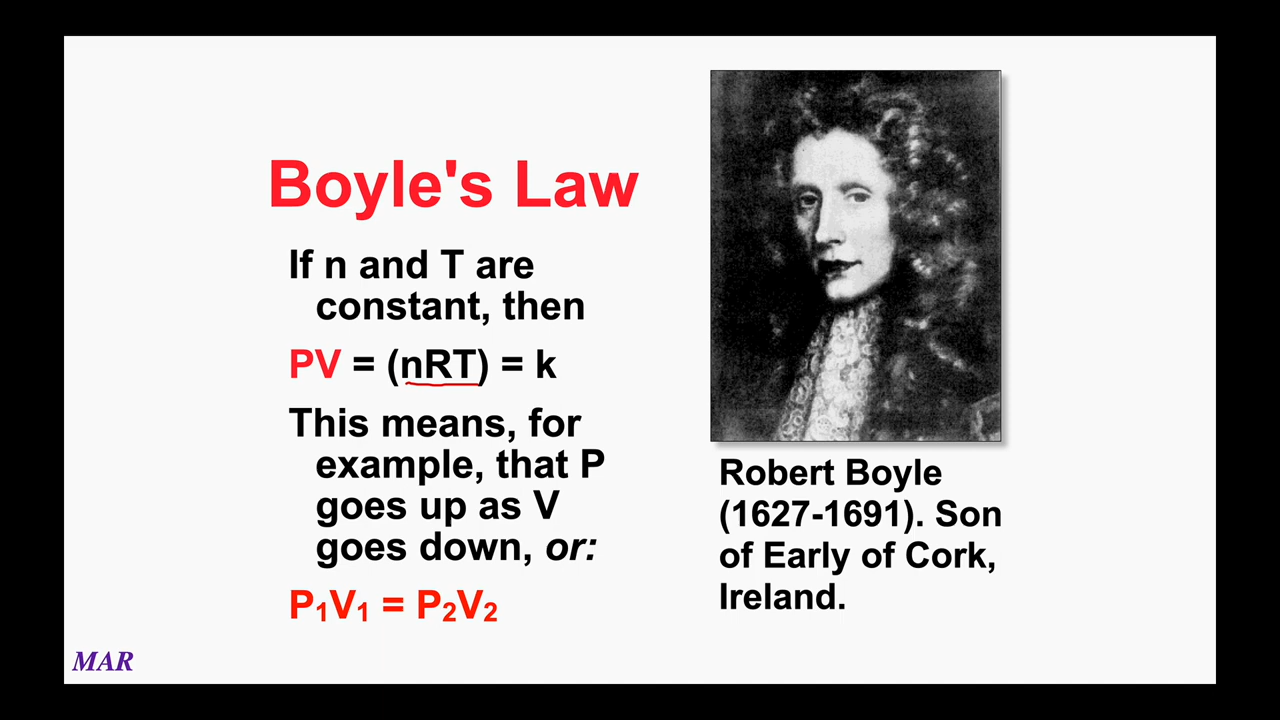 Boyle's Law
If n and T are
constant, then
PV = (nRT) = k
This means, for
example, that P
goes up as V
goes down, or:
P₁V₁ = P₂V₂
Robert Boyle
(1627-1691). Son
of Early of Cork,
Ireland.
MAR